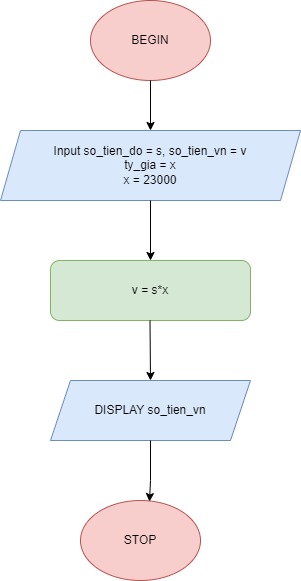 BEGIN
Input so_tien_do = s, so_tien_vn = v
ty_gia = x
x = 23000
v = s*x
DISPLAY so_tien_vn
STOP